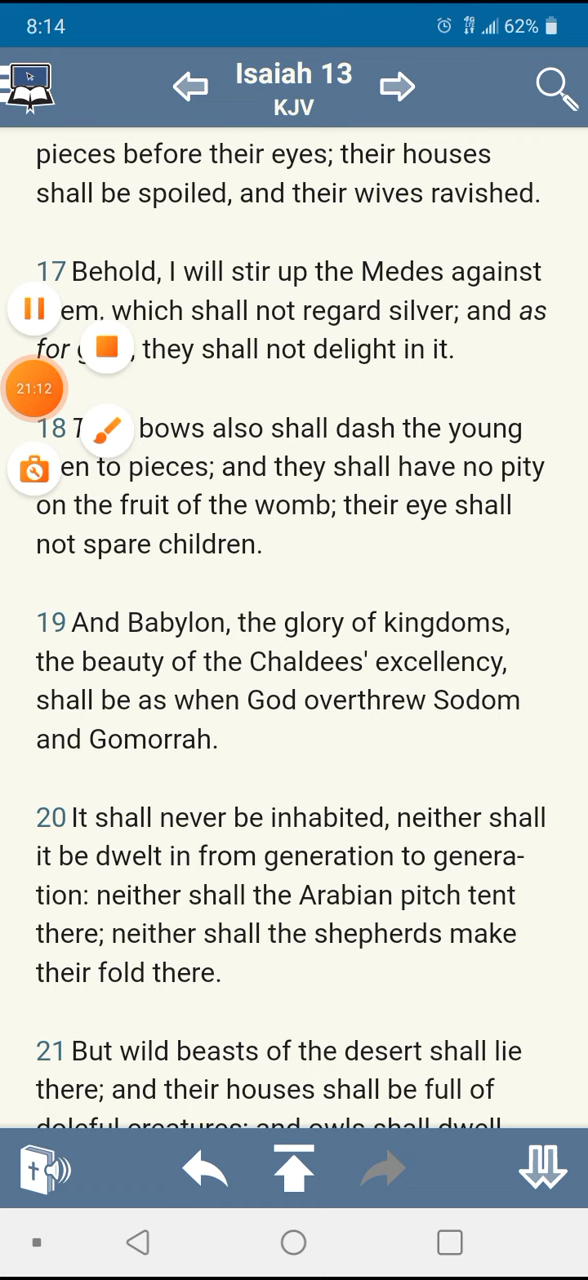 8:14
4G
62%
Isaiah 13
KJV
pieces before their eyes; their houses
shall be spoiled, and their wives ravished.
17 Behold, I will stir up the Medes against
em. which shall not regard silver; and as
for g , they shall not delight in it.
21:12
18 T bows also shall dash the young
en to pieces; and they shall have no pity
on the fruit of the womb; their eye shall
not spare children.
19 And Babylon, the glory of kingdoms,
the beauty of the Chaldees' excellency,
shall be as when God overthrew Sodom
and Gomorrah.
20 It shall never be inhabited, neither shall
it be dwelt in from generation to genera-
tion: neither shall the Arabian pitch tent
there; neither shall the shepherds make
their fold there.
21 But wild beasts of the desert shall lie
there; and their houses shall be full of
doleful creatures; and owls shall dwell